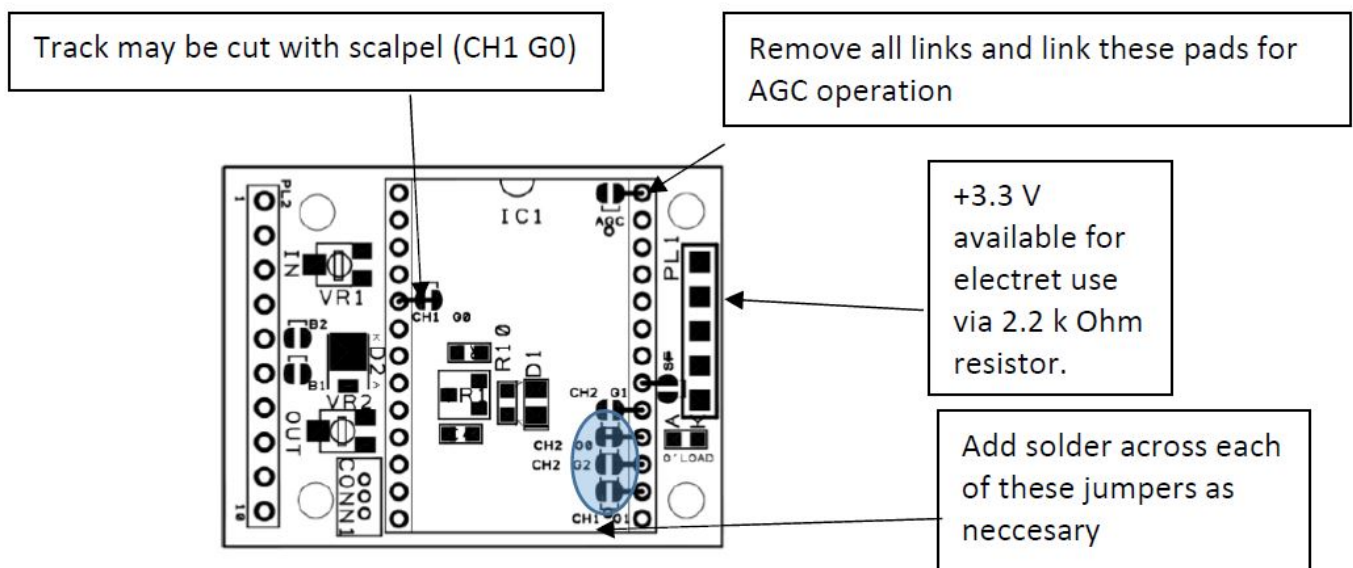 Track may be cut with scalpel (CH1 G0)
Remove all links and link these pads for
AGC operation
+3.3 V
available for
electret use
via 2.2 k Ohm
resistor.
Add solder across each
of these jumpers as
neccesary
1
PL2
IN
VR1
B2
B1
K
D2
A
VR2
OUT
CONN1
10
IC1
AGC
CH1 G0
R10
D1
R1
PL1
CH2 G1
CH2 G0
CH2 G2
A
K
O'LOAD